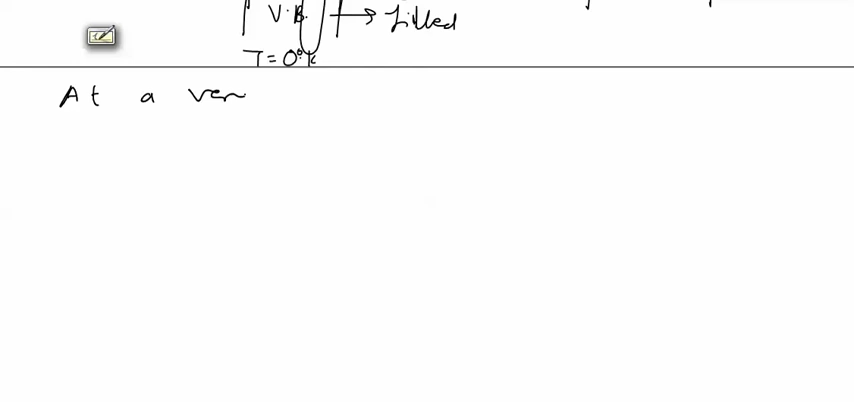 V.B. → filled
T = 0°K
At a ver